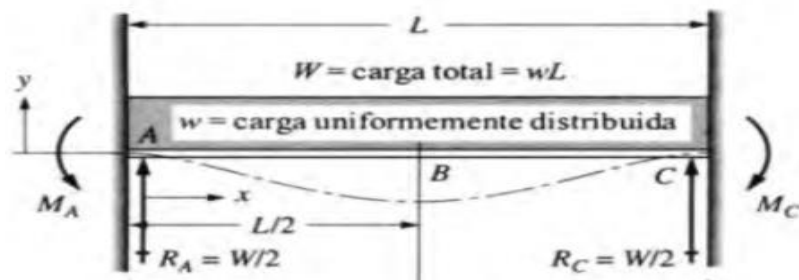 L
W = carga total = wL
y
A
w = carga uniformemente distribuida
B
C
M_A
x
M_C
L/2
R_A = W/2
R_C = W/2